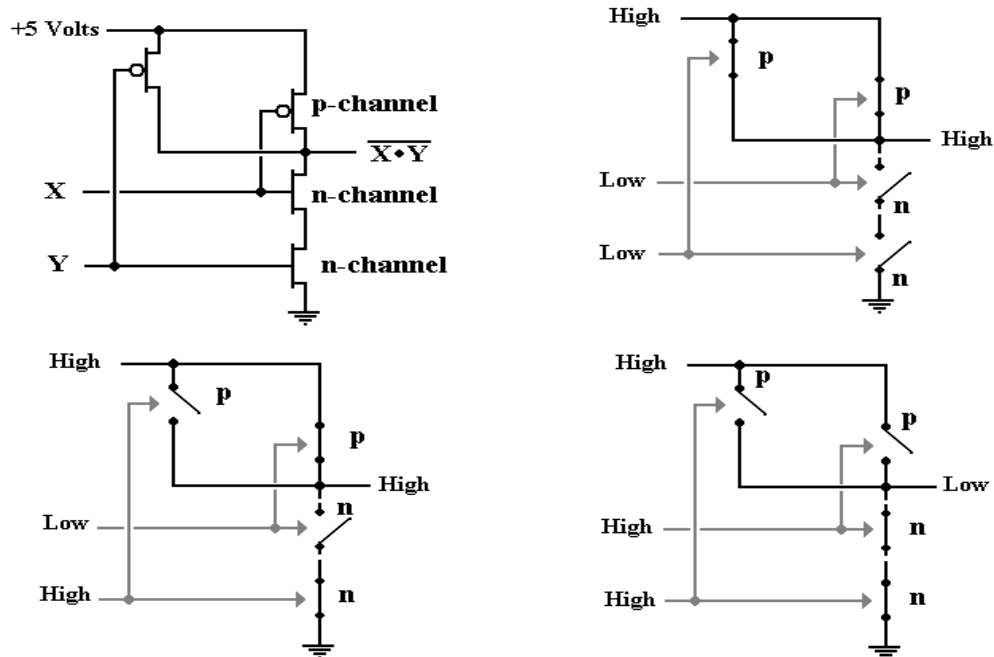 +5 Volts
p-channel
X•Y
X
n-channel
Y
n-channel
High
p
p
High
Low
n
Low
n
High
p
p
High
n
Low
High
n
High
p
p
Low
High
n
High
n